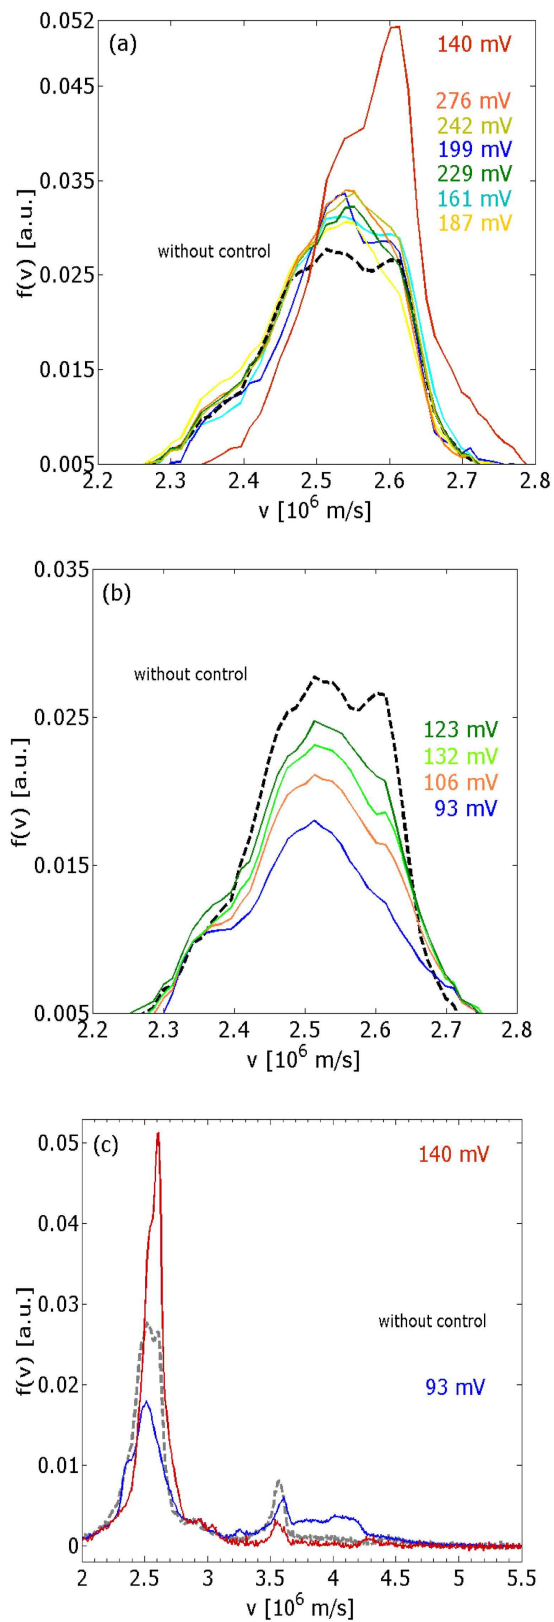 (a)
140 mV
276 mV
242 mV
199 mV
229 mV
161 mV
187 mV
without control
f(v) [a.u.]
0.052
0.045
0.035
0.025
0.015
0.005
2.2 2.3 2.4 2.5 2.6 2.7 2.8
v [10⁶ m/s]
(b)
without control
123 mV
132 mV
106 mV
93 mV
f(v) [a.u.]
0.035
0.025
0.015
0.005
2.2 2.3 2.4 2.5 2.6 2.7 2.8
v [10⁶ m/s]
(c)
140 mV
without control
93 mV
f(v) [a.u.]
0.05
0.04
0.03
0.02
0.01
0
2 2.5 3 3.5 4 4.5 5 5.5
v [10⁶ m/s]